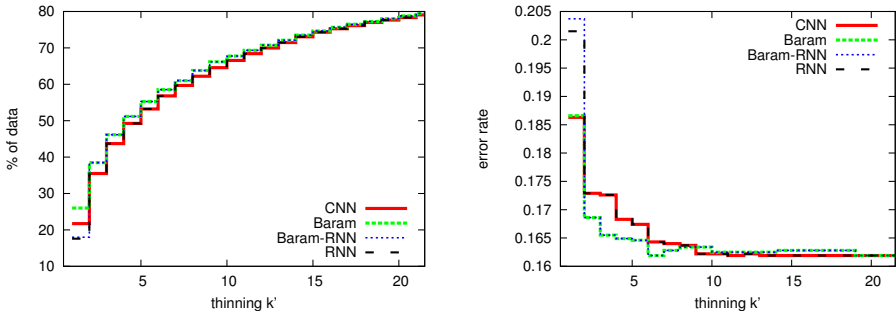 80
70
60
50
40
30
20
10
% of data
CNN
Baram
Baram-RNN
RNN
5
10
15
20
thinning k'
0.2
0.205
0.195
0.19
0.185
0.18
0.175
0.17
0.165
0.16
error rate
CNN
Baram
Baram-RNN
RNN
5
10
15
20
thinning k'